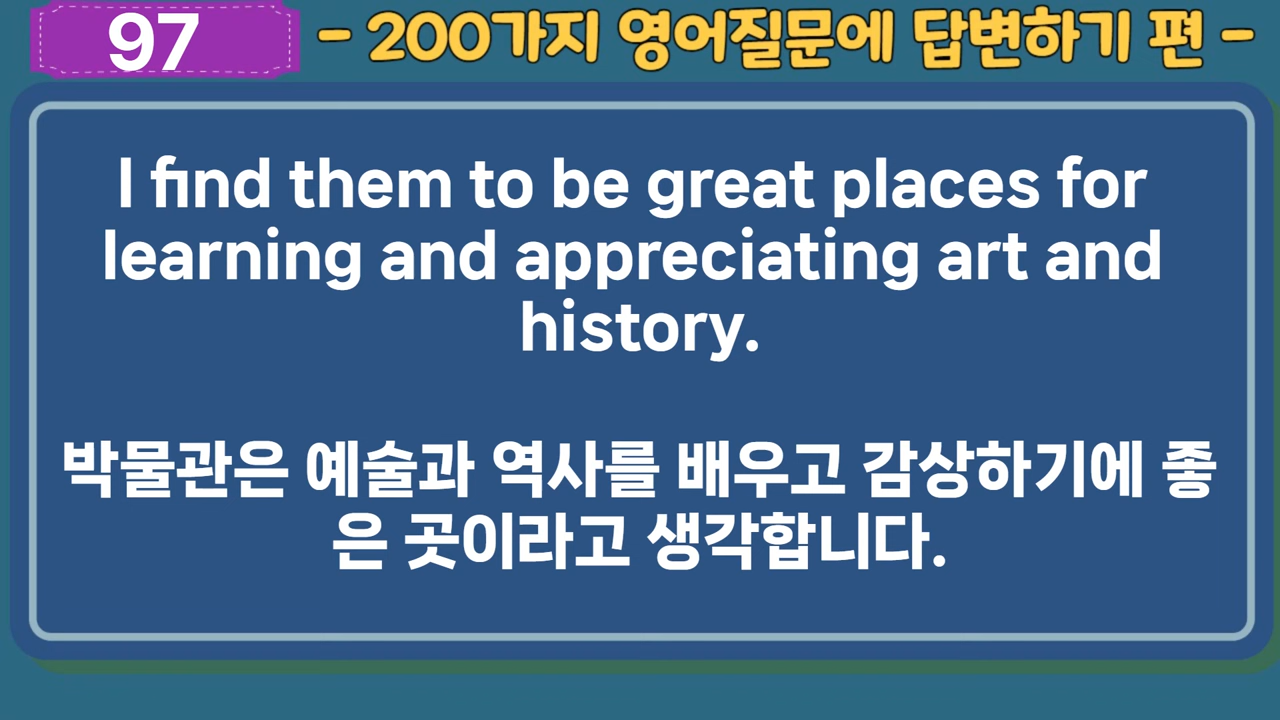 97
- 200가지 영어질문에 답변하기 편 -
I find them to be great places for
learning and appreciating art and
history.
박물관은 예술과 역사를 배우고 감상하기에 좋
은 곳이라고 생각합니다.